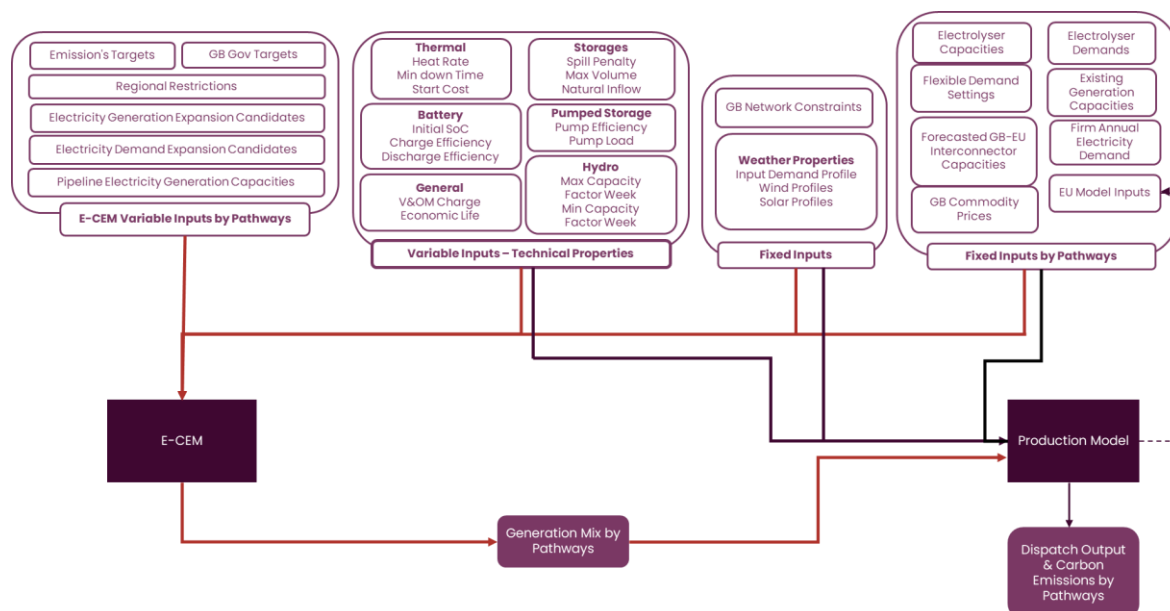 Emission's Targets
GB Gov Targets
Regional Restrictions
Electricity Generation Expansion Candidates
Electricity Demand Expansion Candidates
Pipeline Electricity Generation Capacities
E-CEM Variable Inputs by Pathways
Thermal
Heat Rate
Min down Time
Start Cost
Battery
Initial SoC
Charge Efficiency
Discharge Efficiency
General
V&OM Charge
Economic Life
Storages
Spill Penalty
Max Volume
Natural Inflow
Pumped Storage
Pump Efficiency
Pump Load
Hydro
Max Capacity
Factor Week
Min Capacity
Factor Week
Variable Inputs – Technical Properties
GB Network Constraints
Weather Properties
Input Demand Profile
Wind Profiles
Solar Profiles
Fixed Inputs
Electrolyser
Capacities
Flexible Demand
Settings
Forecasted GB-EU
Interconnector
Capacities
GB Commodity
Prices
Electrolyser
Demands
Existing
Generation
Capacities
Firm Annual
Electricity
Demand
EU Model Inputs
Fixed Inputs by Pathways
E-CEM
Production Model
Generation Mix by
Pathways
Dispatch Output
& Carbon
Emissions by
Pathways